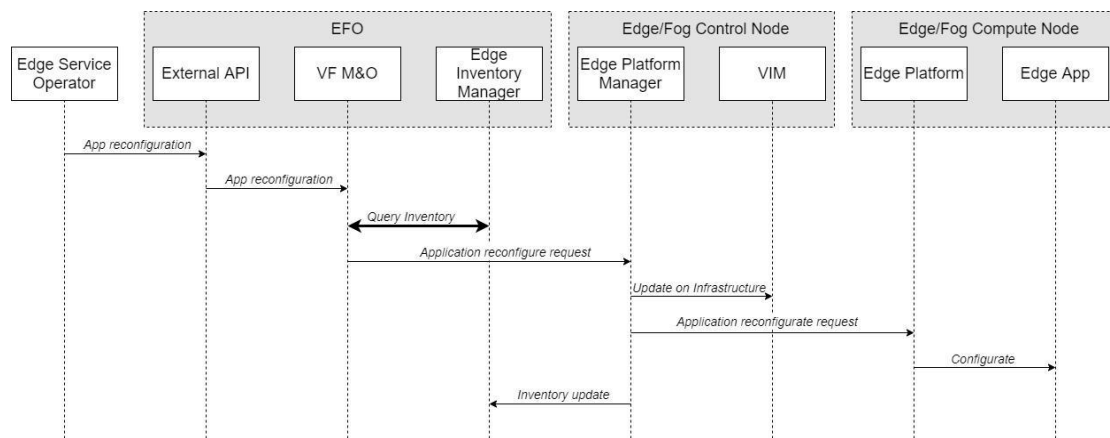 EFO
Edge/Fog Control Node
Edge/Fog Compute Node
Edge Service
Operator
External API
VF M&O
Edge
Inventory
Manager
Edge Platform
Manager
VIM
Edge Platform
Edge App
App reconfiguration
App reconfiguration
Query Inventory
Application reconfigure request
Update on Infrastructure
Application reconfigurate request
Configurate
Inventory update